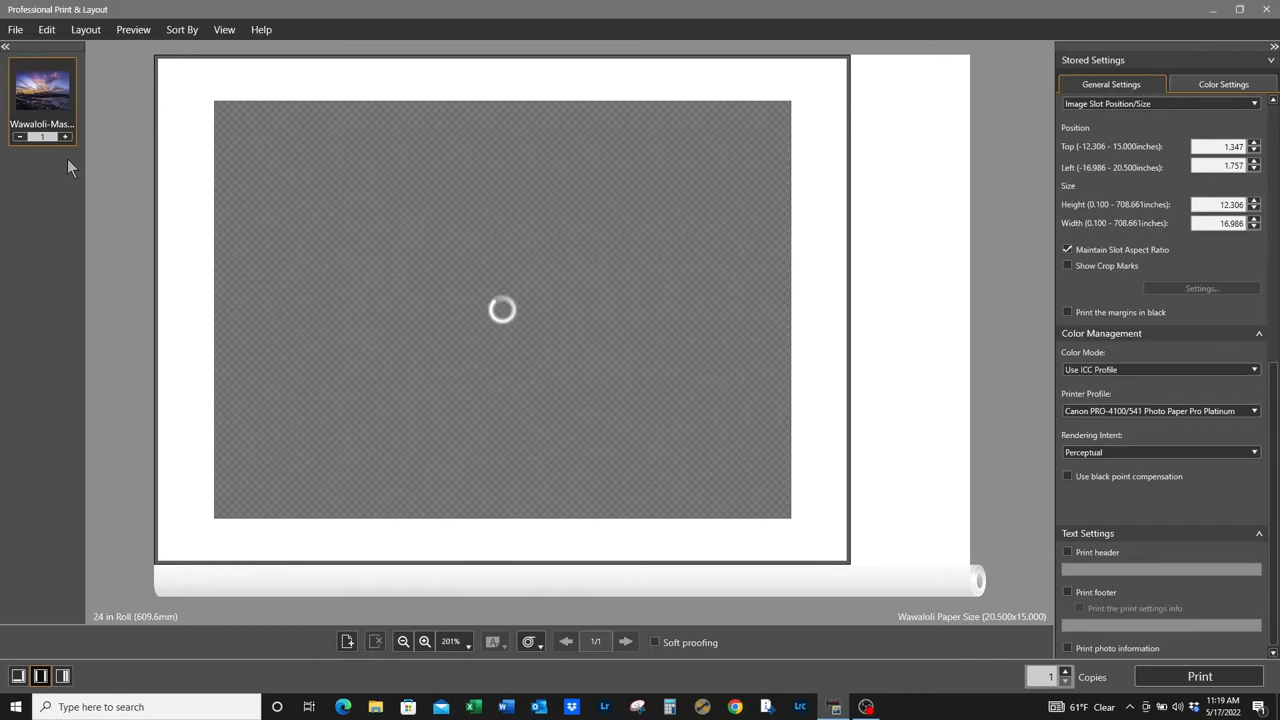 Professional Print & Layout
File Edit Layout Preview Sort By View Help
Wawaloli-Mas...
1
Stored Settings
General Settings Color Settings
Image Slot Position/Size
Position
Top (-12.306 - 15.000inches): 1.347
Left (-16.986 - 20.500inches): 1.757
Size
Height (0.100 - 708.661inches): 12.306
Width (0.100 - 708.661inches): 16.986
Maintain Slot Aspect Ratio
Show Crop Marks
Settings...
Print the margins in black
Color Management
Color Mode:
Use ICC Profile
Printer Profile:
Canon PRO-4100/541 Photo Paper Pro Platinum
Rendering Intent:
Perceptual
Use black point compensation
Text Settings
Print header
Print footer
Print the print settings info
Print photo information
24 in Roll (609.6mm) Wawaloli Paper Size (20.500x15.000)
201% A 1/1 Soft proofing
1 Copies Print
Type here to search
Lr Lrc
61°F Clear
11:19 AM
5/17/2022